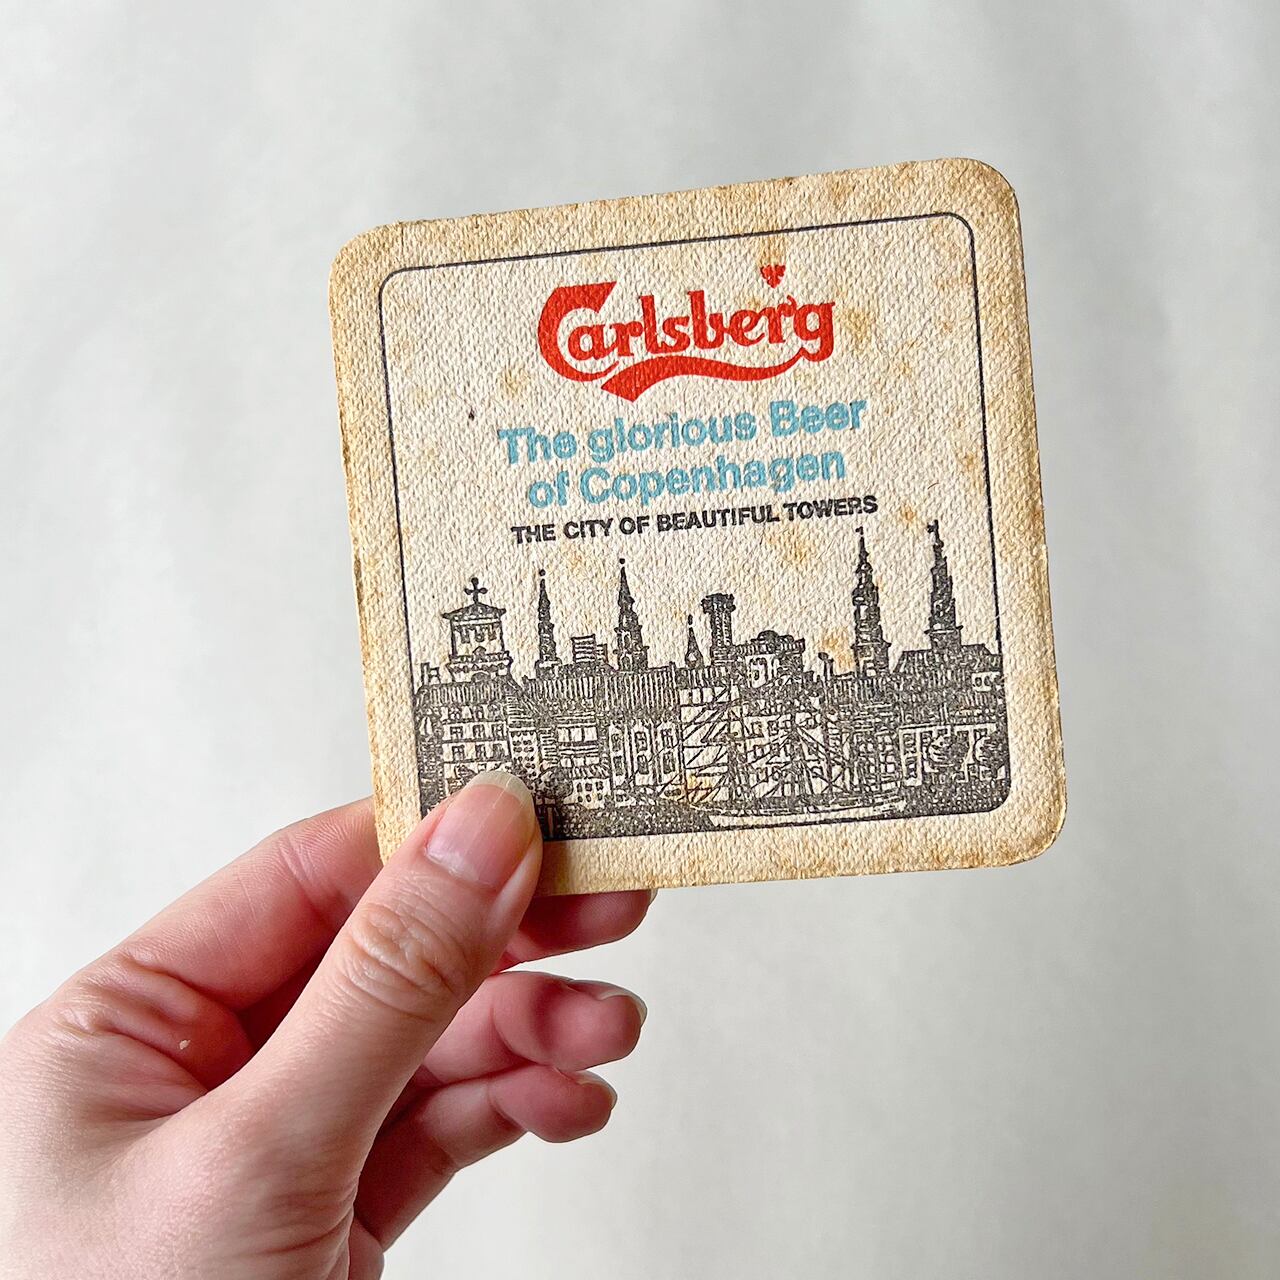 Carlsberg
The glorious Beer
of Copenhagen
THE CITY OF BEAUTIFUL TOWERS